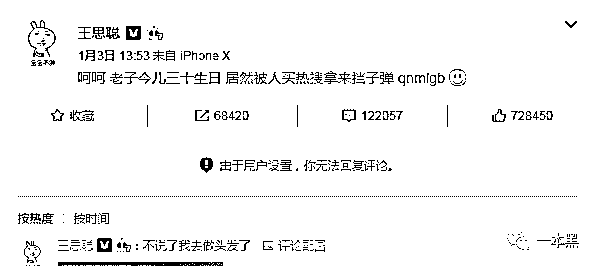 王思聪
1月3日 13:53 来自 iPhone X
呵呵 老子今儿三十生日 居然被人买热搜拿来挡子弹 qnmlgb
收藏 68420 122057 728450
由于用户设置，你无法回复评论。
按热度 按时间
王思聪：不说了我去做头发了 评论配图
一本黑